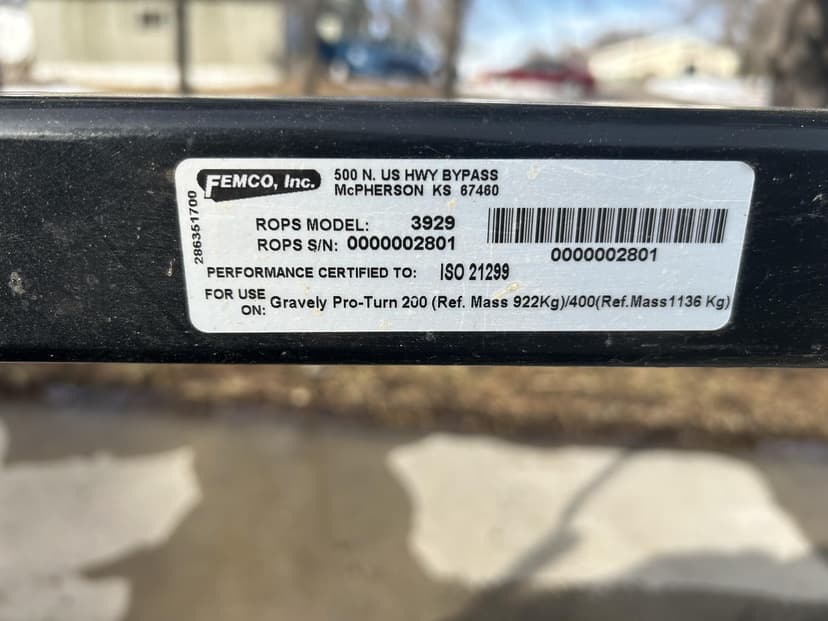 FEMCO, Inc.
500 N. US HWY BYPASS
McPHERSON KS 67460
286351700
ROPS MODEL: 3929
ROPS S/N: 0000002801
0000002801
PERFORMANCE CERTIFIED TO: ISO 21299
FOR USE ON: Gravely Pro-Turn 200 (Ref. Mass 922Kg)/400(Ref.Mass1136 Kg)